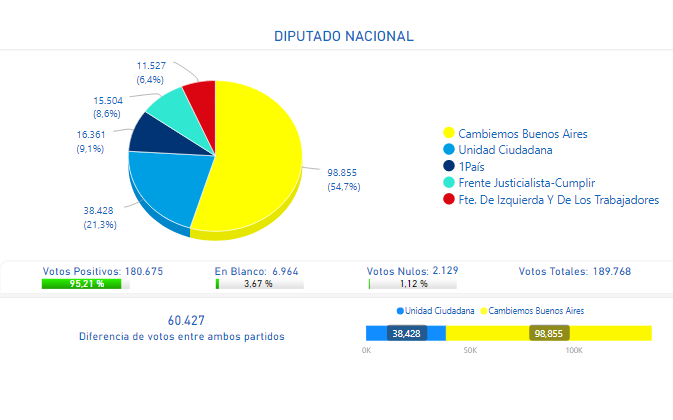 DIPUTADO NACIONAL
11.527
(6,4%)
15.504
(8,6%)
16.361
(9,1%)
38.428
(21,3%)
98.855
(54,7%)
Cambiemos Buenos Aires
Unidad Ciudadana
1País
Frente Justicialista-Cumplir
Fte. De Izquierda Y De Los Trabajadores
Votos Positivos: 180.675
95,21 %
En Blanco: 6.964
3,67 %
Votos Nulos: 2.129
1,12 %
Votos Totales: 189.768
60.427
Diferencia de votos entre ambos partidos
Unidad Ciudadana Cambiemos Buenos Aires
38,428 98,855
0K 50K 100K